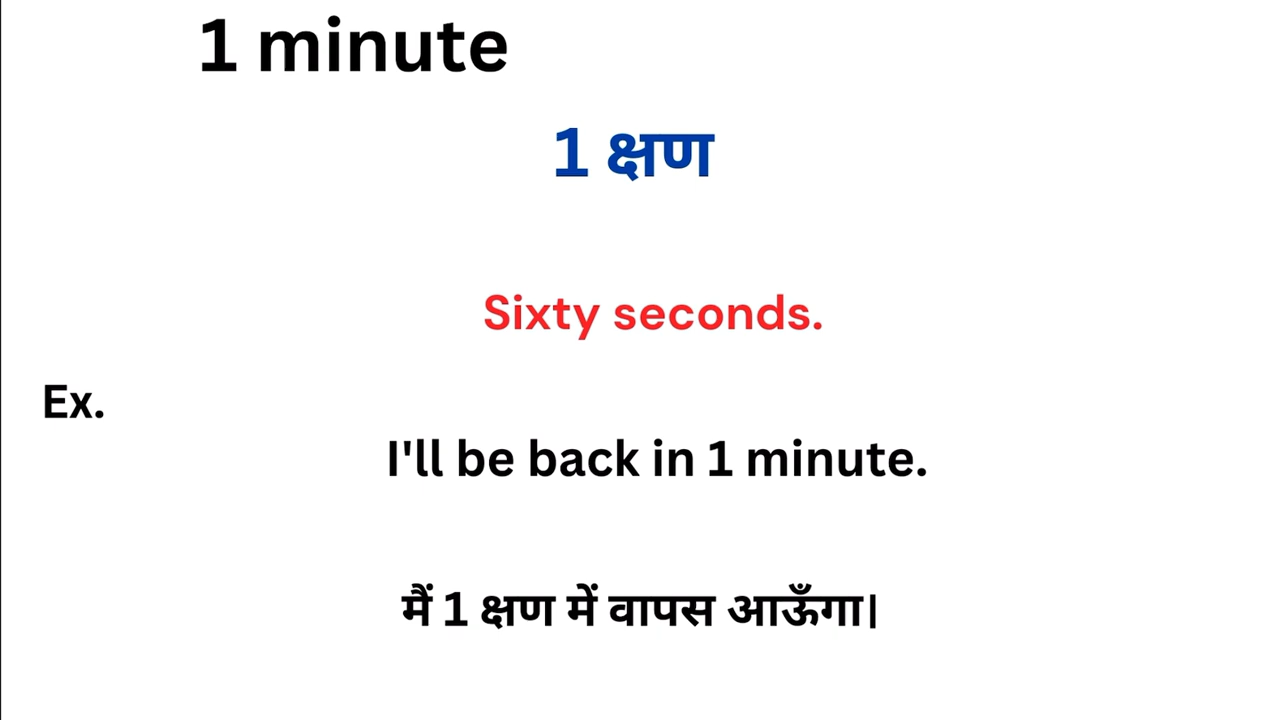 1 minute
1 क्षण
Sixty seconds.
Ex.
I'll be back in 1 minute.
मैं 1 क्षण में वापस आऊँगा।